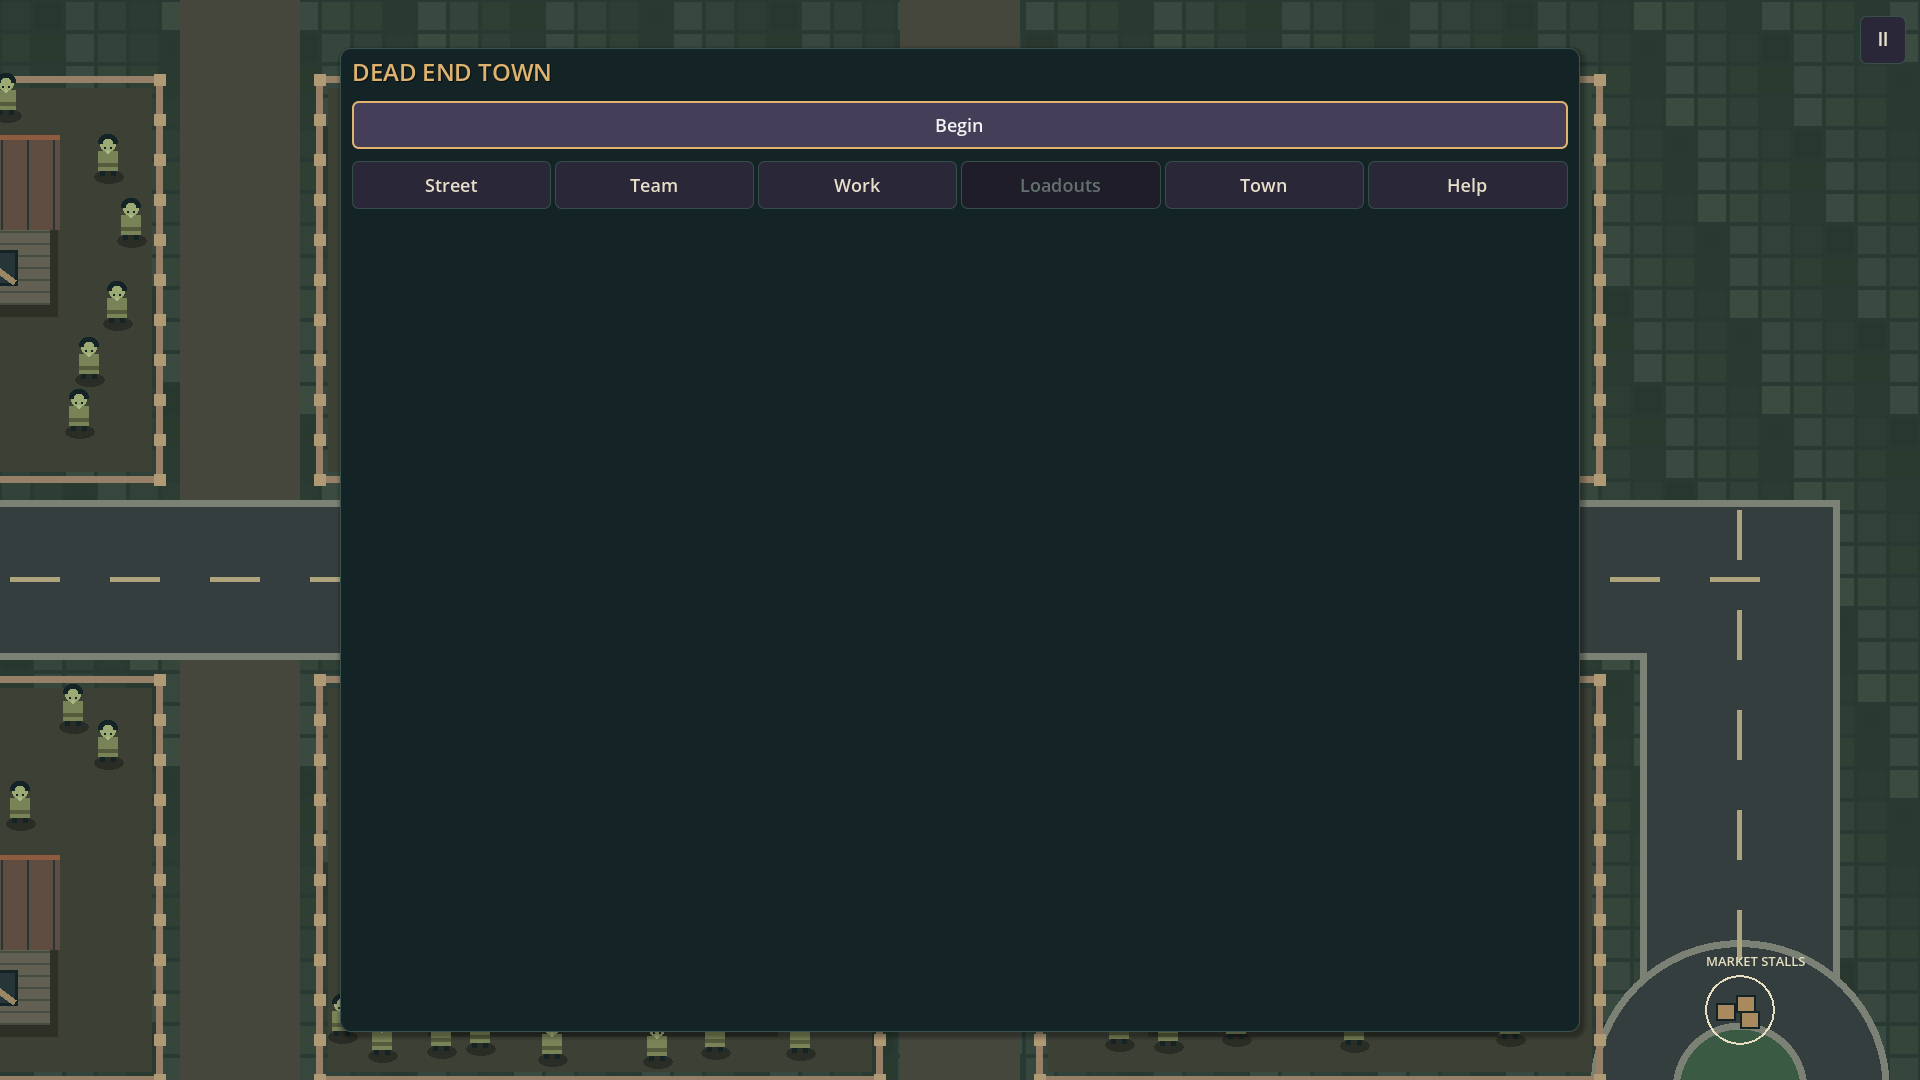 DEAD END TOWN
Begin
Street
Team
Work
Loadouts
Town
Help
MARKET STALLS